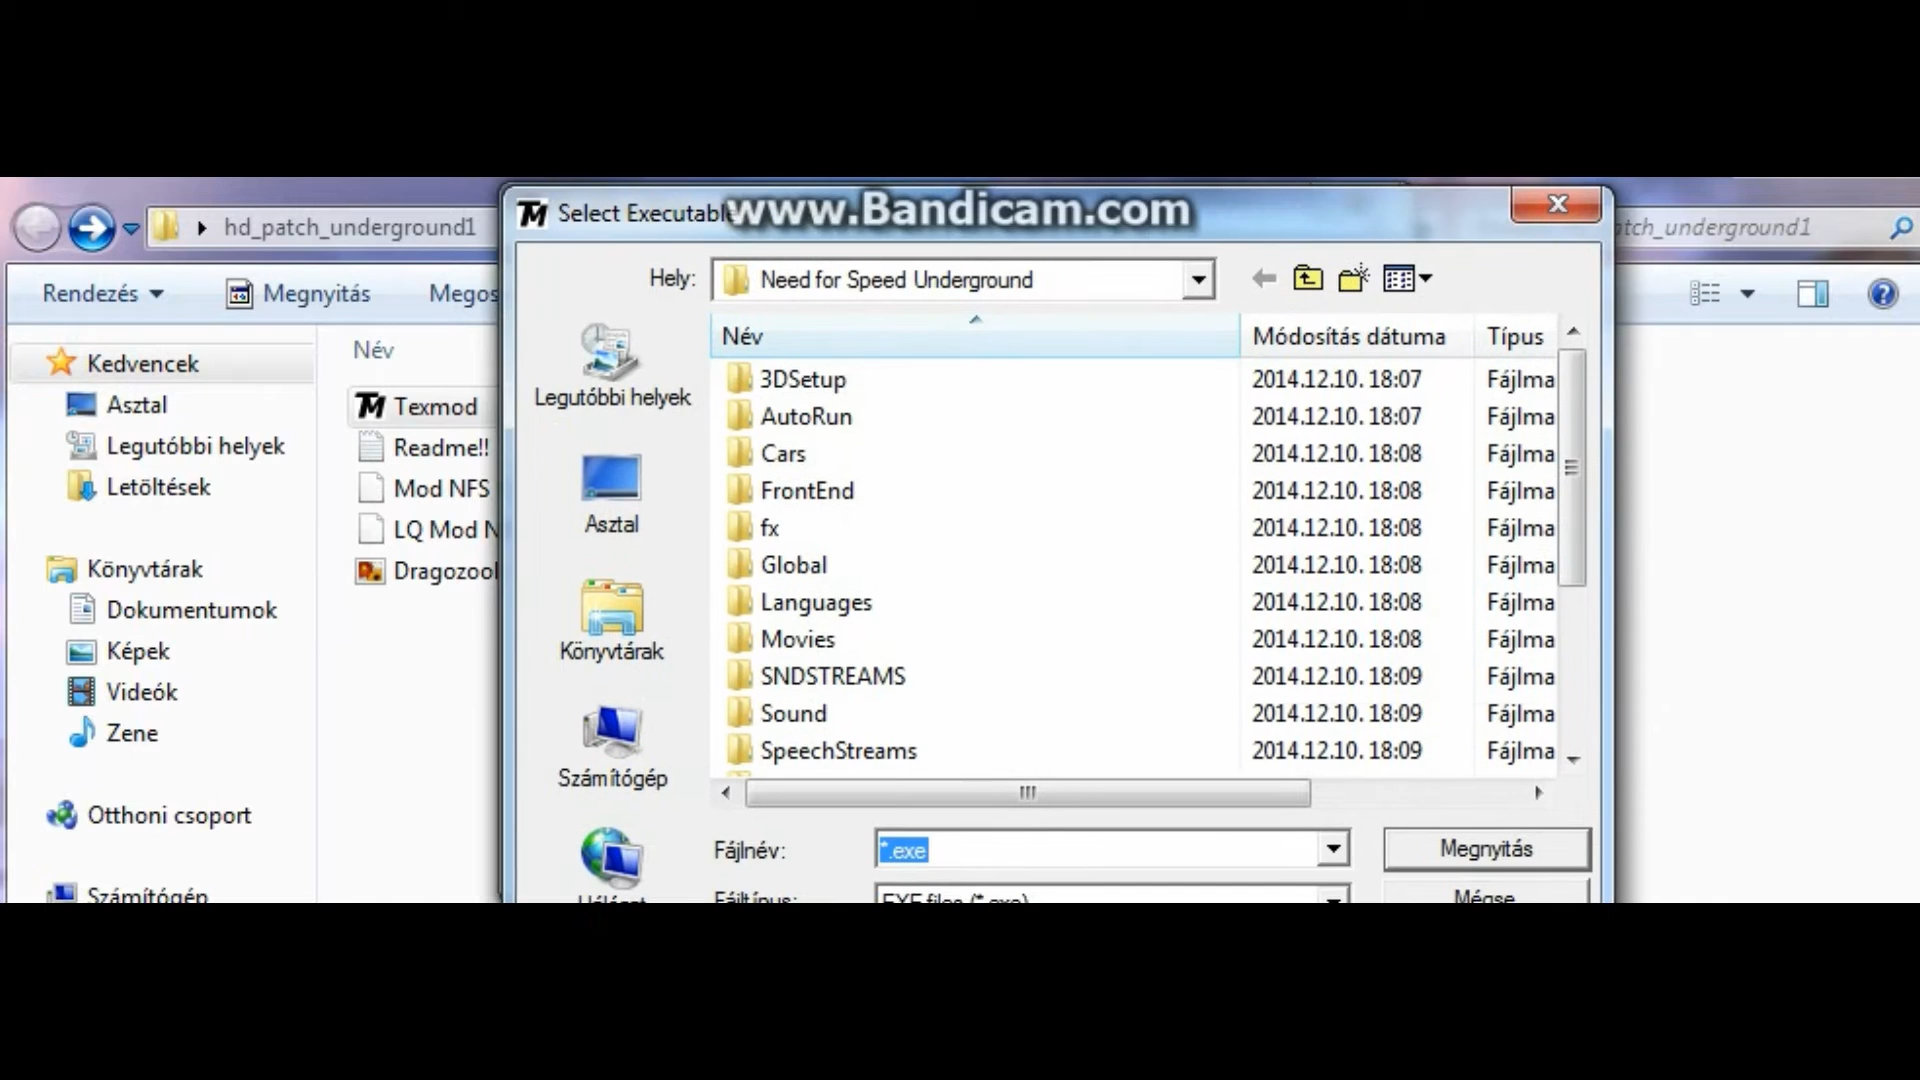 www.Bandicam.com
hd_patch_underground1
Select Executable
tch_underground1
Rendezés
Megnyitás
Megos
Kedvencek
Asztal
Legutóbbi helyek
Letöltések
Könyvtárak
Dokumentumok
Képek
Videók
Zene
Otthoni csoport
Számítógép
Név
Texmod
Readme!!
Mod NFS
LQ Mod N
Dragozool
Hely: Need for Speed Underground
Legutóbbi helyek
Asztal
Könyvtárak
Számítógép
Hálózat
Név Módosítás dátuma Típus
3DSetup 2014.12.10. 18:07 Fájlma
AutoRun 2014.12.10. 18:07 Fájlma
Cars 2014.12.10. 18:08 Fájlma
FrontEnd 2014.12.10. 18:08 Fájlma
fx 2014.12.10. 18:08 Fájlma
Global 2014.12.10. 18:08 Fájlma
Languages 2014.12.10. 18:08 Fájlma
Movies 2014.12.10. 18:08 Fájlma
SNDSTREAMS 2014.12.10. 18:09 Fájlma
Sound 2014.12.10. 18:09 Fájlma
SpeechStreams 2014.12.10. 18:09 Fájlma
Fájlnév: *.exe Megnyitás
Fájltípus: EXE files (*.exe) Mégse